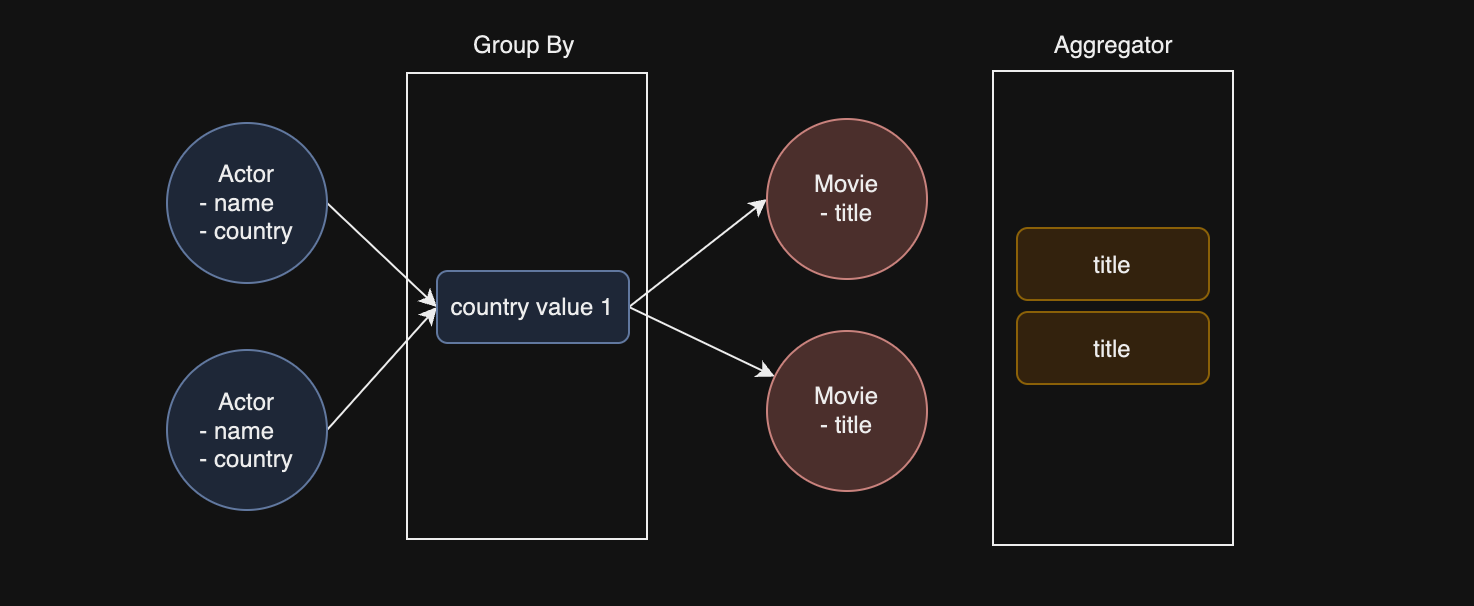 Group By
Aggregator
Actor
- name
- country
Actor
- name
- country
country value 1
Movie
- title
Movie
- title
title
title